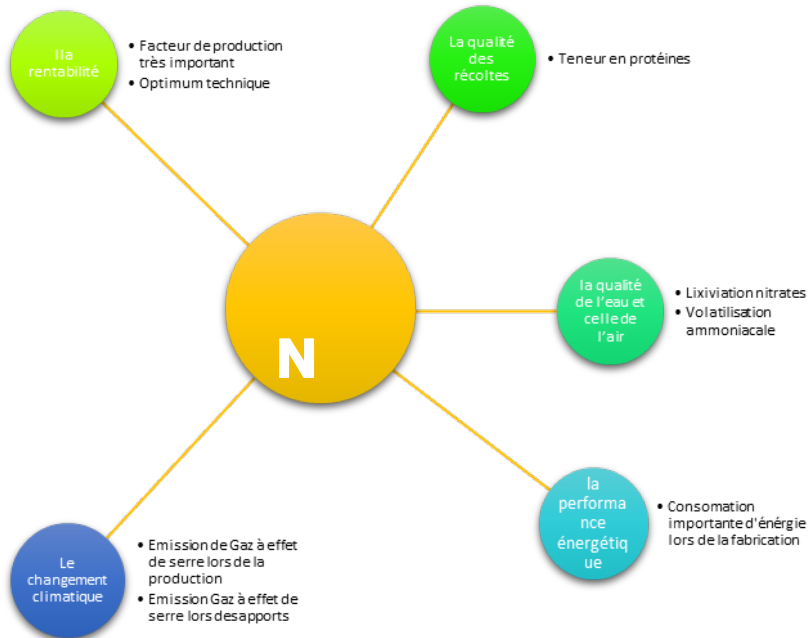 la
rentabilité
• Facteur de production
très important
• Optimum technique
La qualité
des
récoltes
• Teneur en protéines
N
la qualité
de l'eau et
celle de
l'air
• Lixiviation nitrates
• Volatilisation
ammoniacale
la
performa
nce
énergétiq
ue
• Consomation
importante d'énérgie
lors de la fabrication
Le
changement
climatique
• Emission de Gaz à effet
de serre lors de la
production
• Emission Gaz à effet de
serre lors desapports